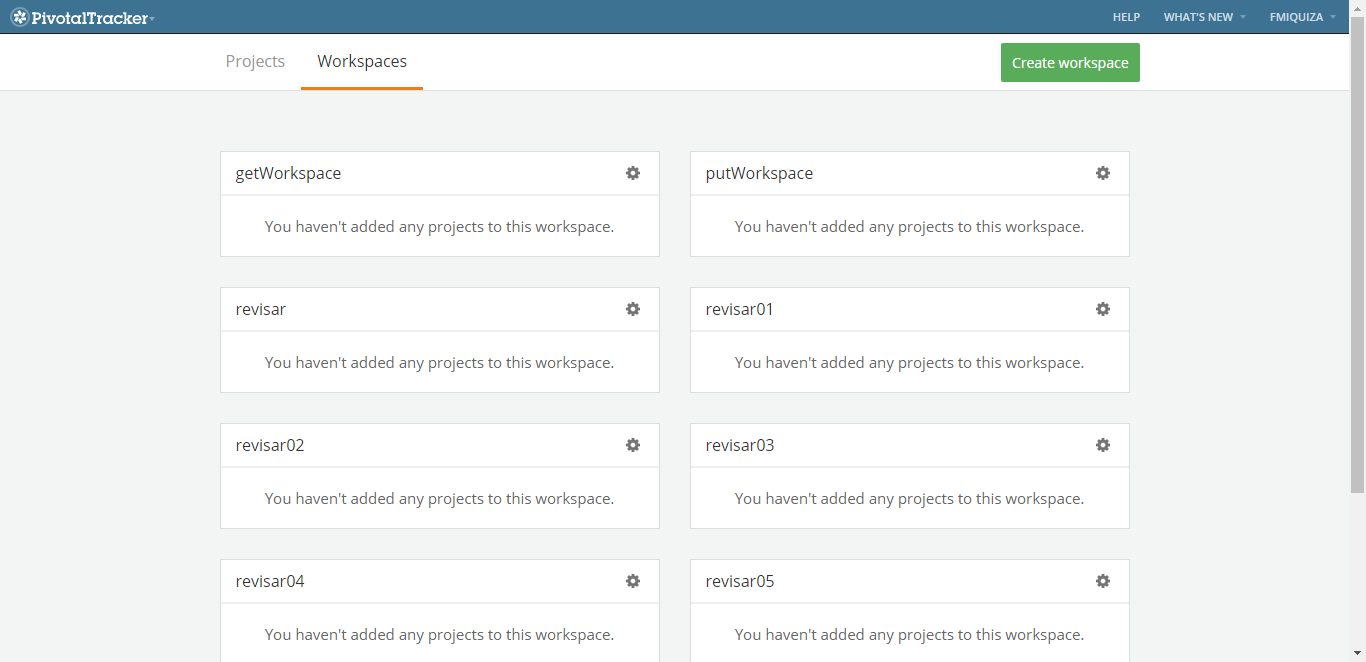 PivotalTracker
HELP WHAT'S NEW FMIQUIZA
Projects Workspaces Create workspace
getWorkspace
You haven't added any projects to this workspace.
putWorkspace
You haven't added any projects to this workspace.
revisar
You haven't added any projects to this workspace.
revisar01
You haven't added any projects to this workspace.
revisar02
You haven't added any projects to this workspace.
revisar03
You haven't added any projects to this workspace.
revisar04
You haven't added any projects to this workspace.
revisar05
You haven't added any projects to this workspace.